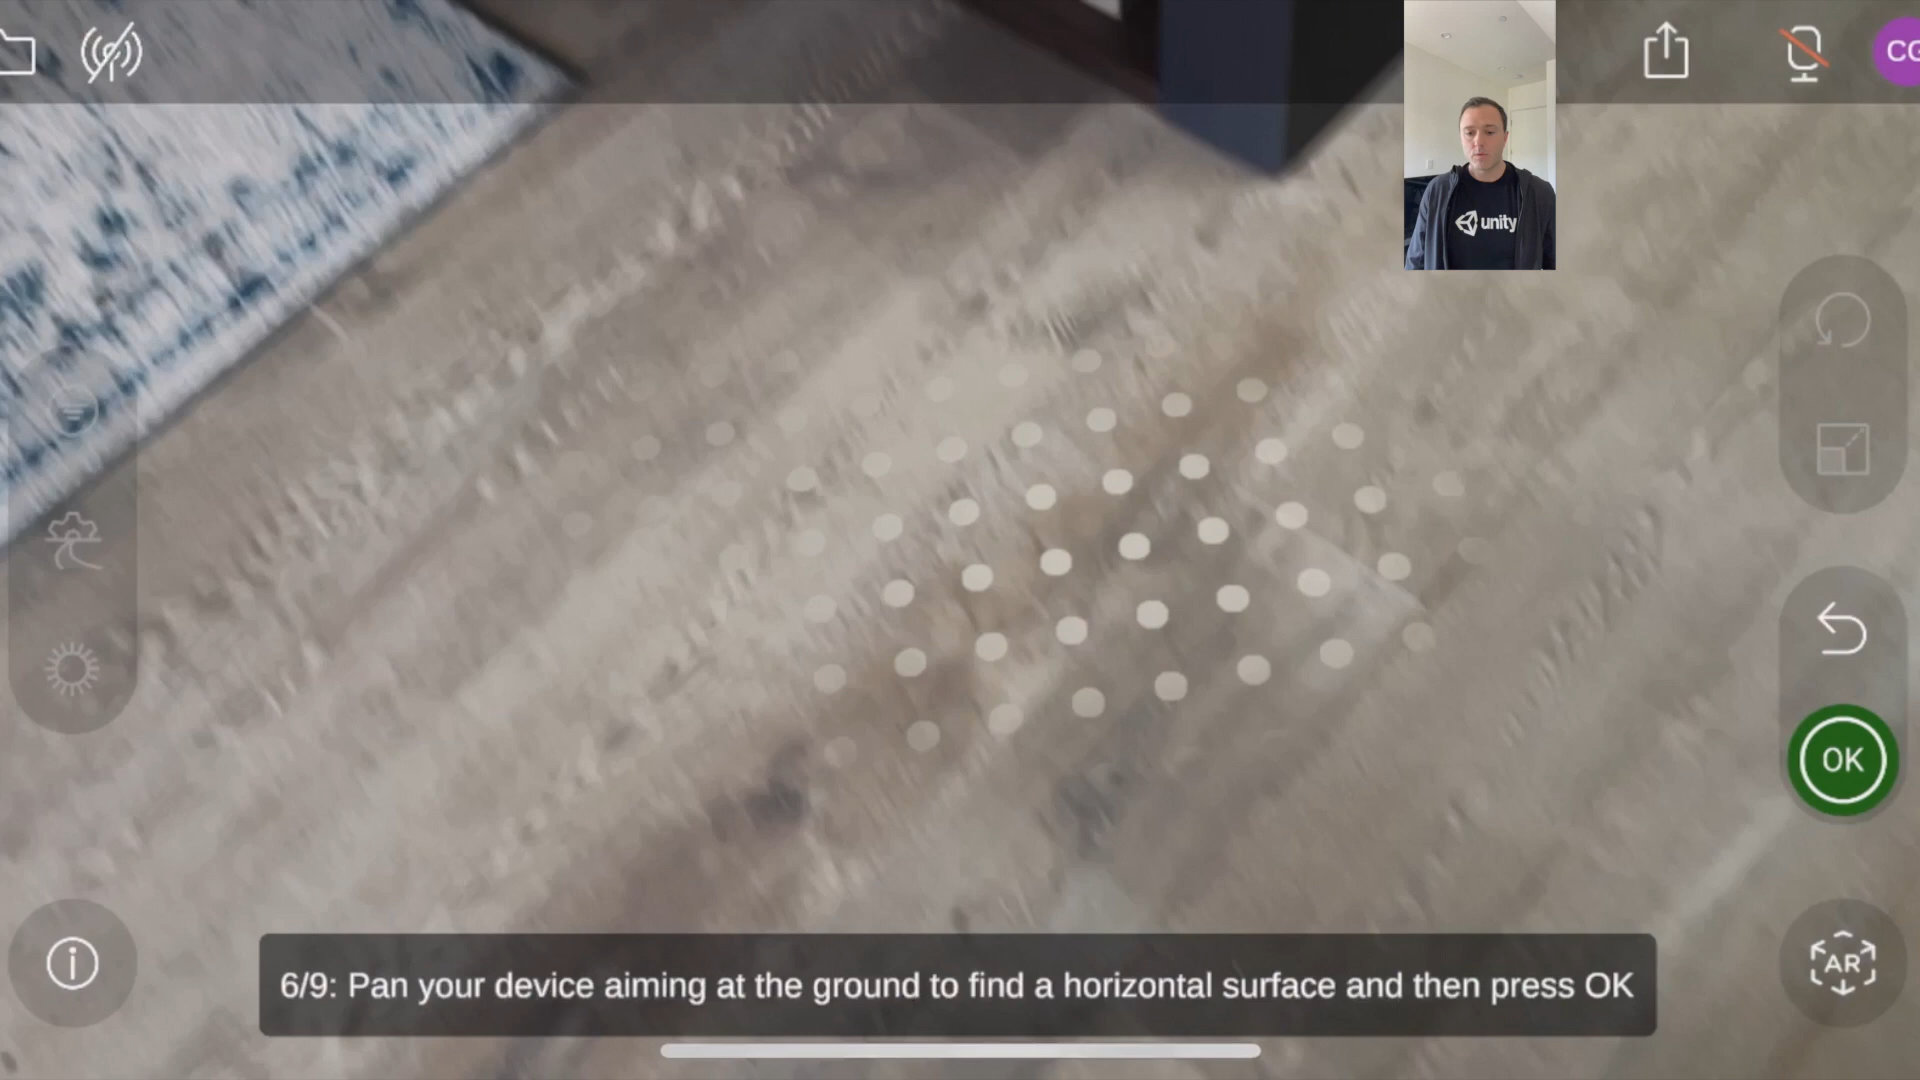 CG
unity
OK
AR
6/9: Pan your device aiming at the ground to find a horizontal surface and then press OK